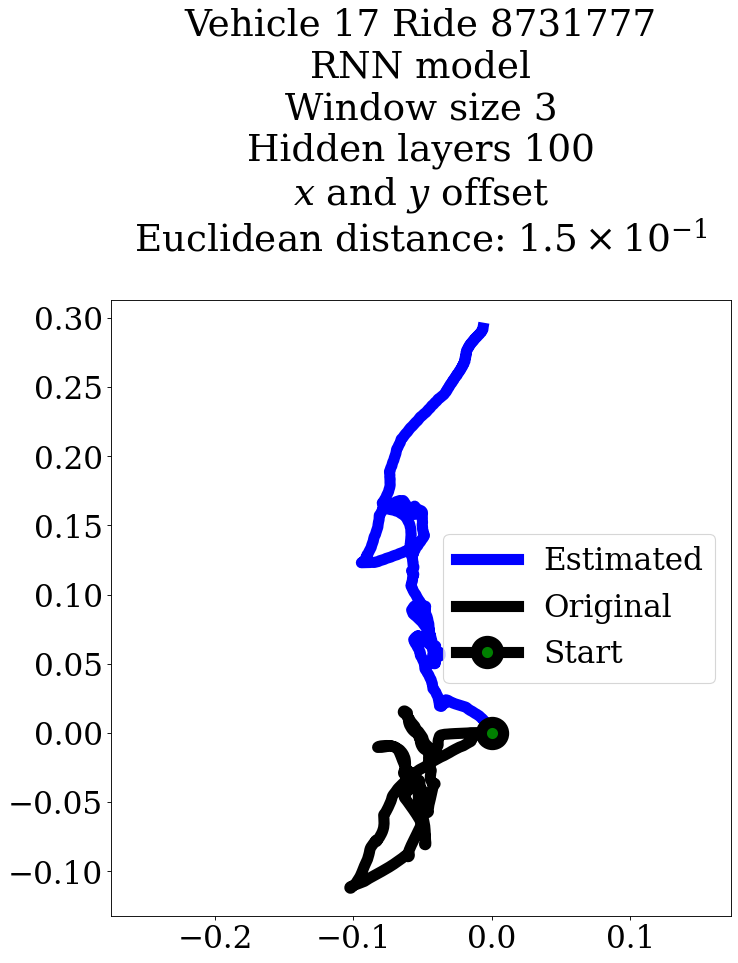 Vehicle 17 Ride 8731777
RNN model
Window size 3
Hidden layers 100
x and y offset
Euclidean distance: 1.5 × 10⁻¹
0.30
0.25
0.20
0.15
0.10
0.05
0.00
−0.05
−0.10
Estimated
Original
Start
−0.2
−0.1
0.0
0.1